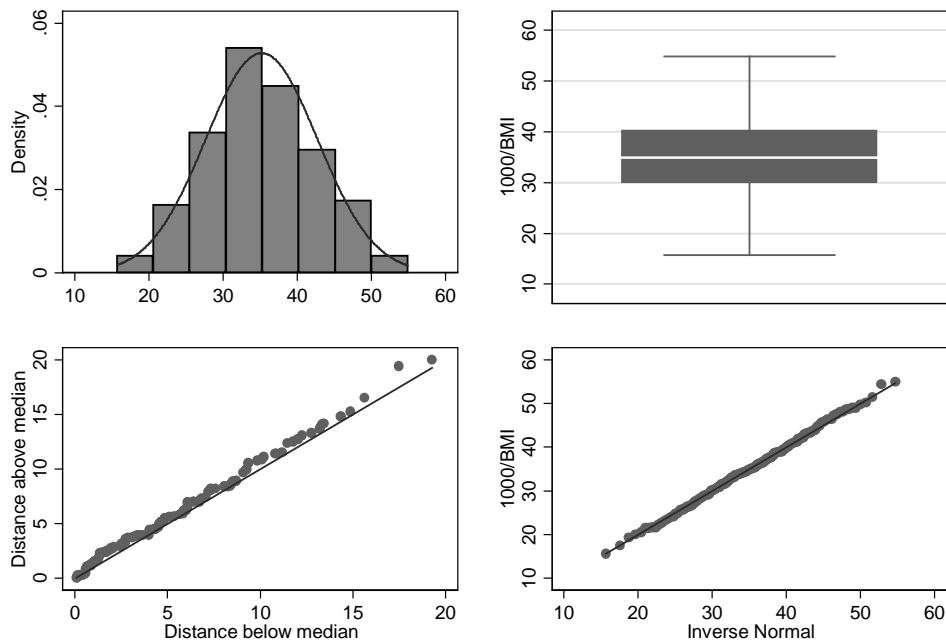 Density
0
.02
.04
.06
10 20 30 40 50 60
1000/BMI
10
20
30
40
50
60
Distance above median
0
5
10
15
20
0 5 10 15 20
Distance below median
1000/BMI
10
20
30
40
50
60
10 20 30 40 50 60
Inverse Normal